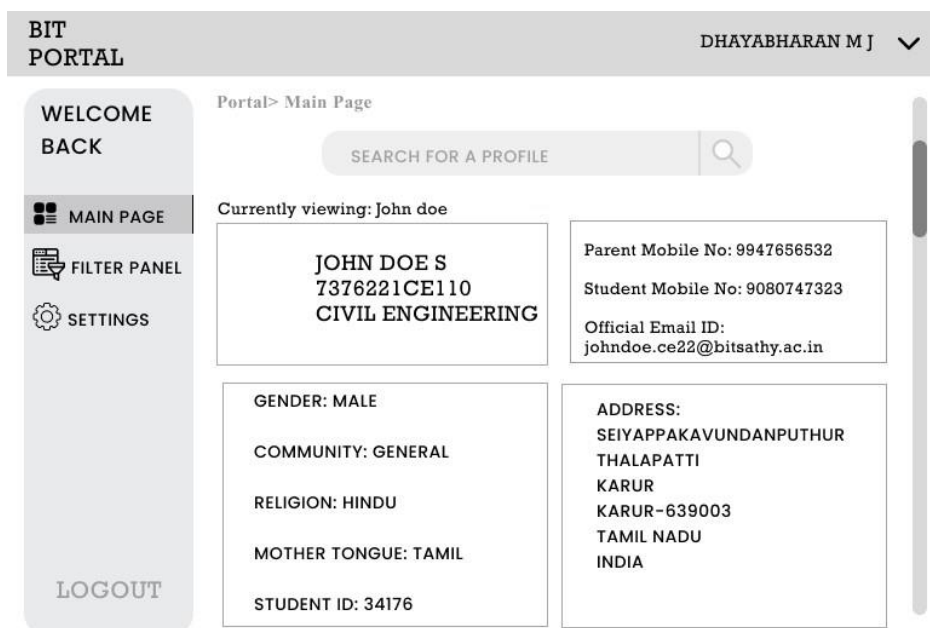 BIT
PORTAL
DHAYABHARAN M J
WELCOME
BACK
MAIN PAGE
FILTER PANEL
SETTINGS
LOGOUT
Portal> Main Page
SEARCH FOR A PROFILE
Currently viewing: John doe
JOHN DOE S
7376221CE110
CIVIL ENGINEERING
Parent Mobile No: 9947656532
Student Mobile No: 9080747323
Official Email ID:
johndoe.ce22@bitsathy.ac.in
GENDER: MALE
COMMUNITY: GENERAL
RELIGION: HINDU
MOTHER TONGUE: TAMIL
STUDENT ID: 34176
ADDRESS:
SEIYAPPAKAVUNDANPUTHUR
THALAPATTI
KARUR
KARUR-639003
TAMIL NADU
INDIA